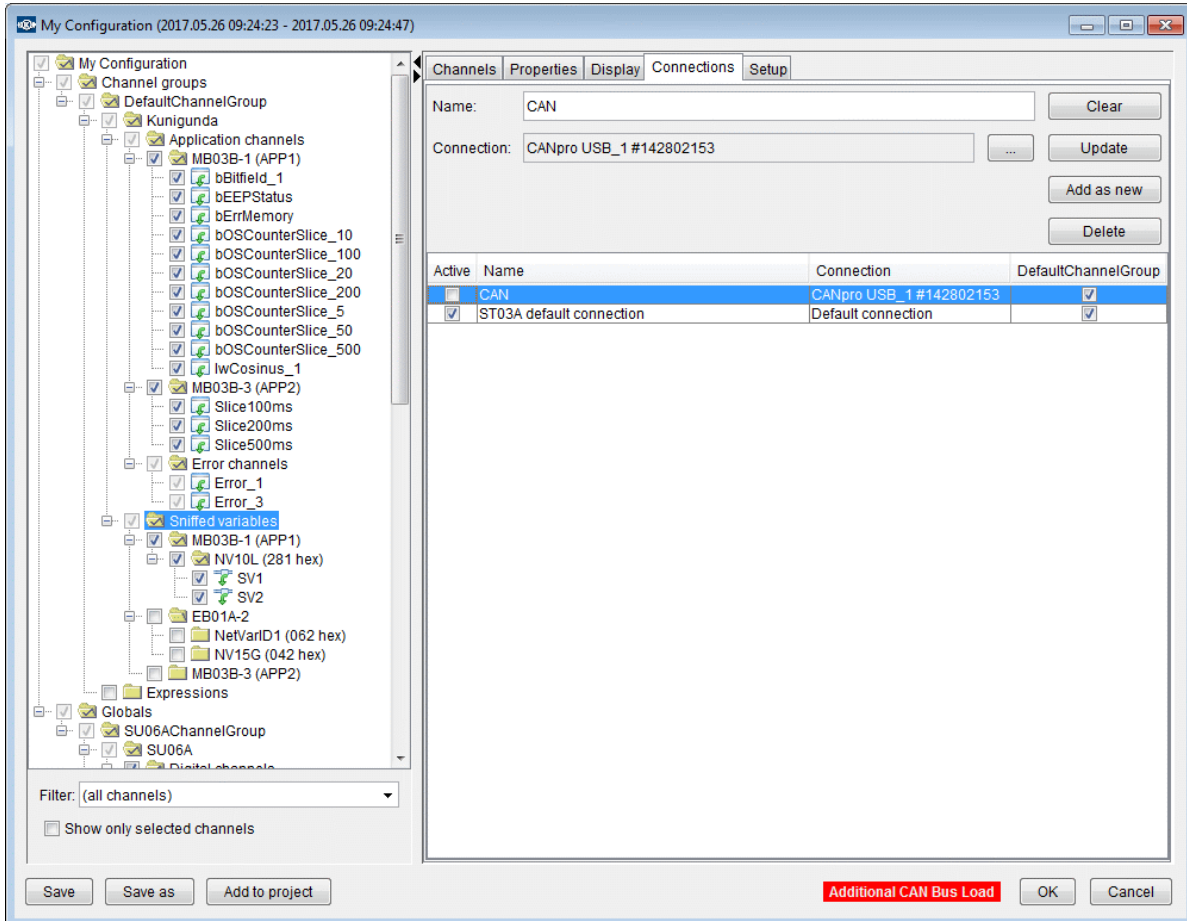 My Configuration (2017.05.26 09:24:23 - 2017.05.26 09:24:47)
My Configuration
Channel groups
DefaultChannelGroup
Kunigunda
Application channels
MB03B-1 (APP1)
bBitfield_1
bEEPStatus
bErrMemory
bOSCounterSlice_10
bOSCounterSlice_100
bOSCounterSlice_20
bOSCounterSlice_200
bOSCounterSlice_5
bOSCounterSlice_50
bOSCounterSlice_500
lwCosinus_1
MB03B-3 (APP2)
Slice100ms
Slice200ms
Slice500ms
Error channels
Error_1
Error_3
Sniffed variables
MB03B-1 (APP1)
NV10L (281 hex)
SV1
SV2
EB01A-2
NetVarID1 (062 hex)
NV15G (042 hex)
MB03B-3 (APP2)
Expressions
Globals
SU06AChannelGroup
SU06A
Digital channels
Filter: (all channels)
Show only selected channels
Channels Properties Display Connections Setup
Name: CAN Clear
Connection: CANpro USB_1 #142802153 ... Update
Add as new
Delete
Active Name Connection DefaultChannelGroup
CAN CANpro USB_1 #142802153
ST03A default connection Default connection
Save Save as Add to project Additional CAN Bus Load OK Cancel